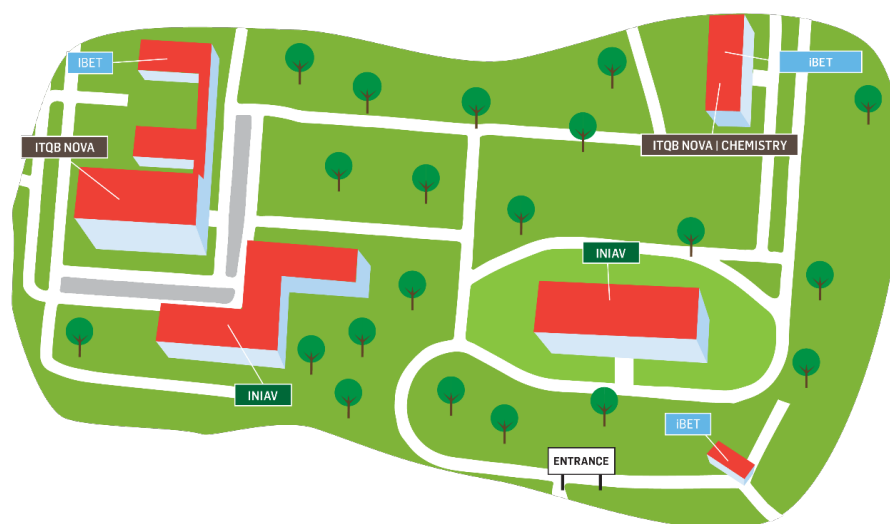 IBET
IBET
ITQB NOVA
ITQB NOVA | CHEMISTRY
INIAV
INIAV
iBET
ENTRANCE